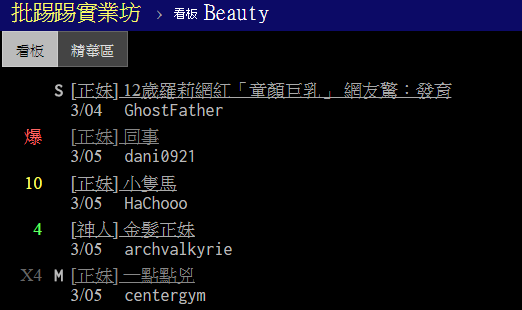 批踢踢實業坊 › 看板 Beauty
看板 精華區
S [正妹] 12歲羅莉網紅「童顏巨乳」 網友驚：發育
3/04 GhostFather
爆 [正妹] 同事
3/05 dani0921
10 [正妹] 小隻馬
3/05 HaChooo
4 [神人] 金髮正妹
3/05 archvalkyrie
X4 M [正妹] 一點點兇
3/05 centergym